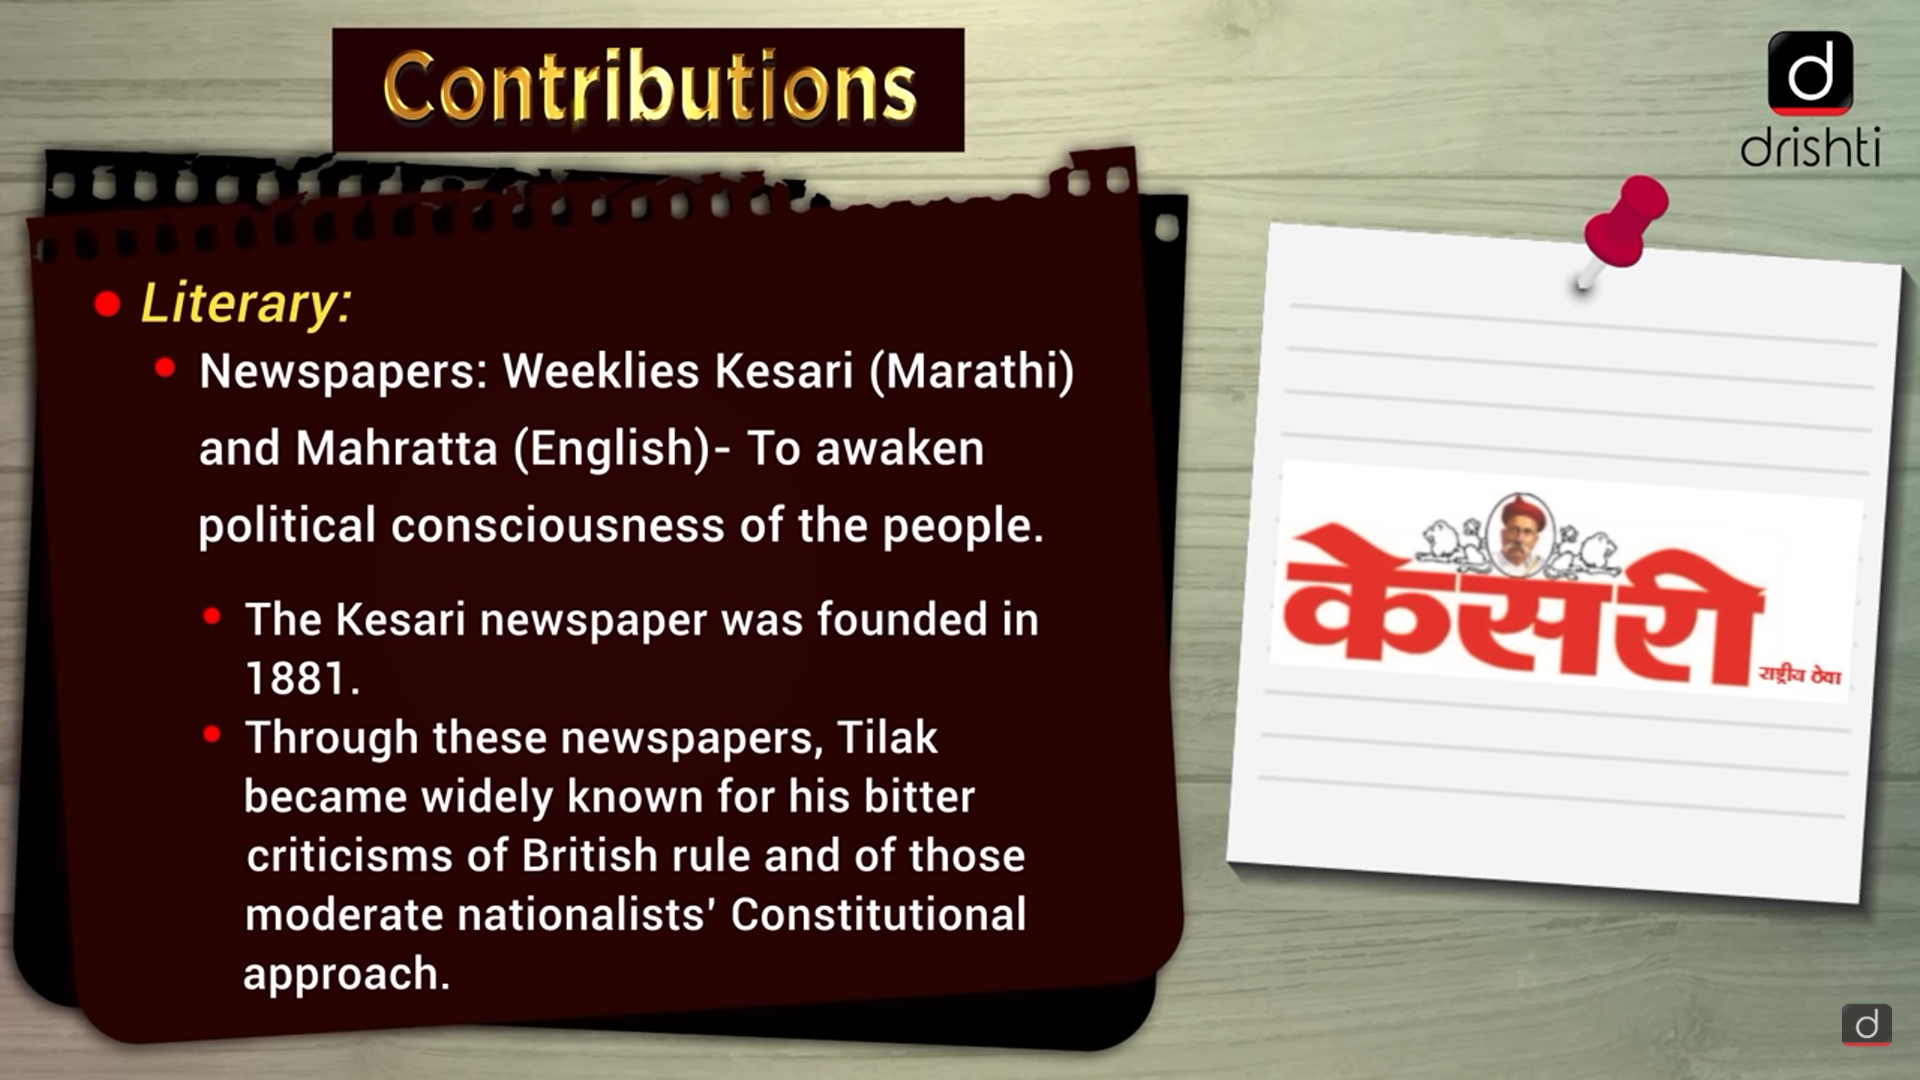 Contributions
drishti
Literary:
Newspapers: Weeklies Kesari (Marathi)
and Mahratta (English)- To awaken
political consciousness of the people.
The Kesari newspaper was founded in
1881.
Through these newspapers, Tilak
became widely known for his bitter
criticisms of British rule and of those
moderate nationalists' Constitutional
approach.
केसरी
राष्ट्रीय ठेवा
d
d